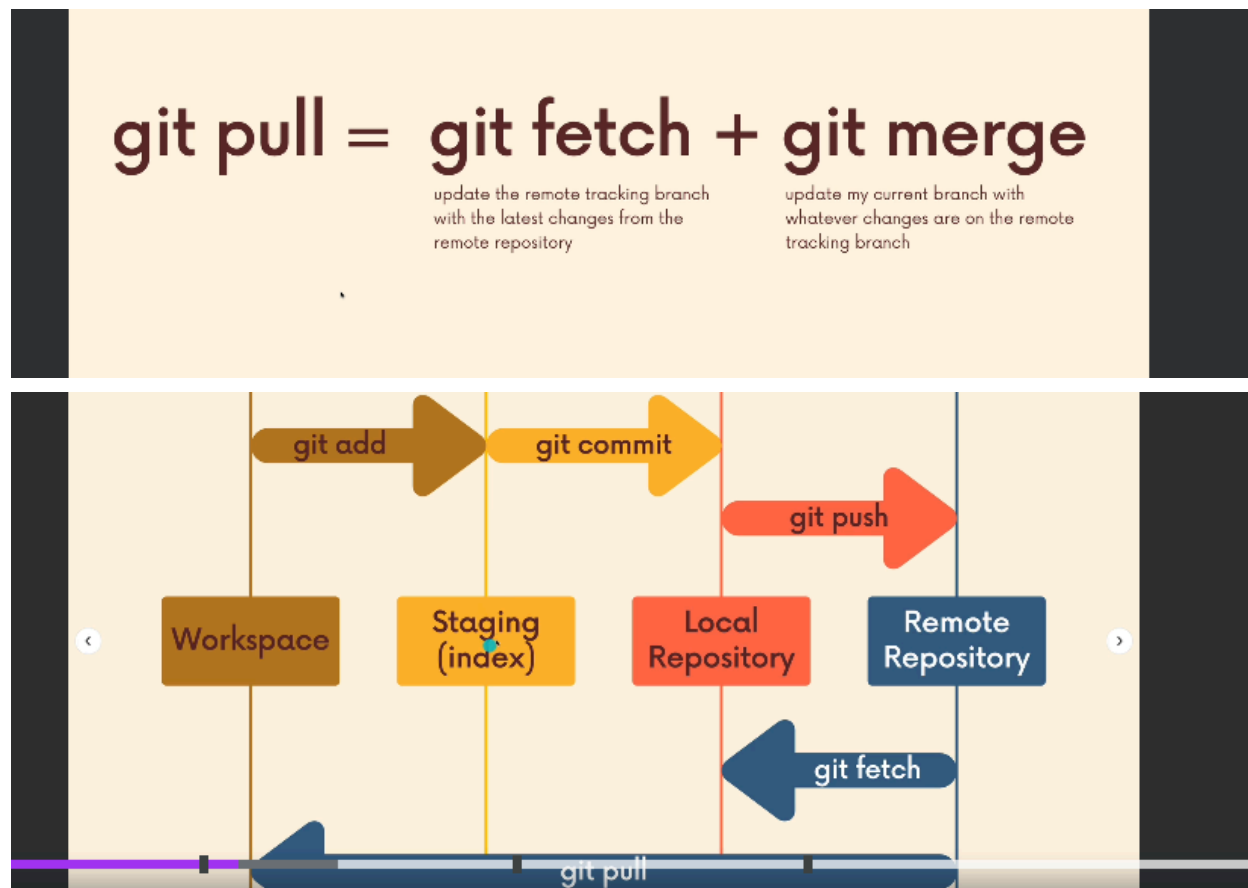 git pull = git fetch + git merge
update the remote tracking branch
with the latest changes from the
remote repository
update my current branch with
whatever changes are on the remote
tracking branch
git add
git commit
git push
Workspace
Staging
(index)
Local
Repository
Remote
Repository
git fetch
git pull